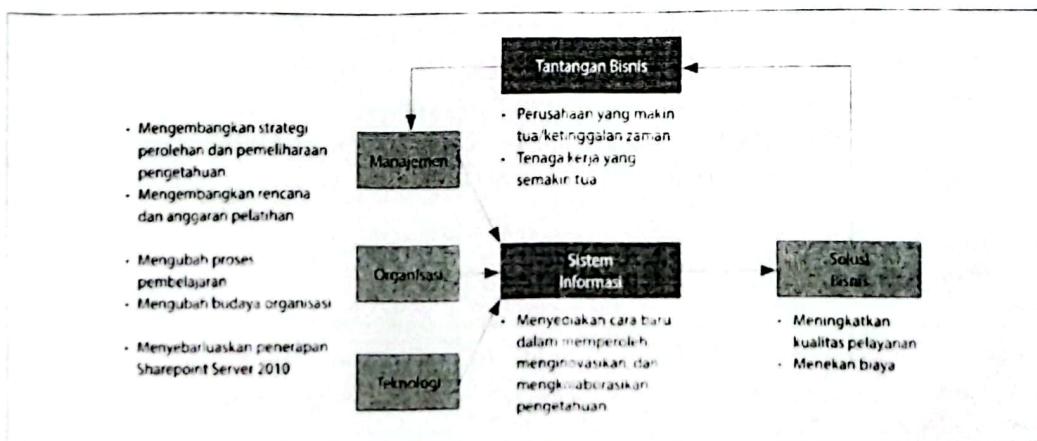 Tantangan Bisnis
• Perusahaan yang makin
tua/ketinggalan zaman
• Tenaga kerja yang
semakin tua
• Mengembangkan strategi
perolehan dan pemeliharaan
pengetahuan
• Mengembangkan rencana
dan anggaran pelatihan
Manajemen
• Mengubah proses
pembelajaran
• Mengubah budaya organisasi
Organisasi
• Menyebarluaskan penerapan
Sharepoint Server 2010
Teknologi
Sistem
Informasi
• Menyediakan cara baru
dalam memperoleh
menginovasikan, dan
mengkolaborasikan
pengetahuan
Solusi
Bisnis
• Meningkatkan
kualitas pelayanan
• Menekan biaya